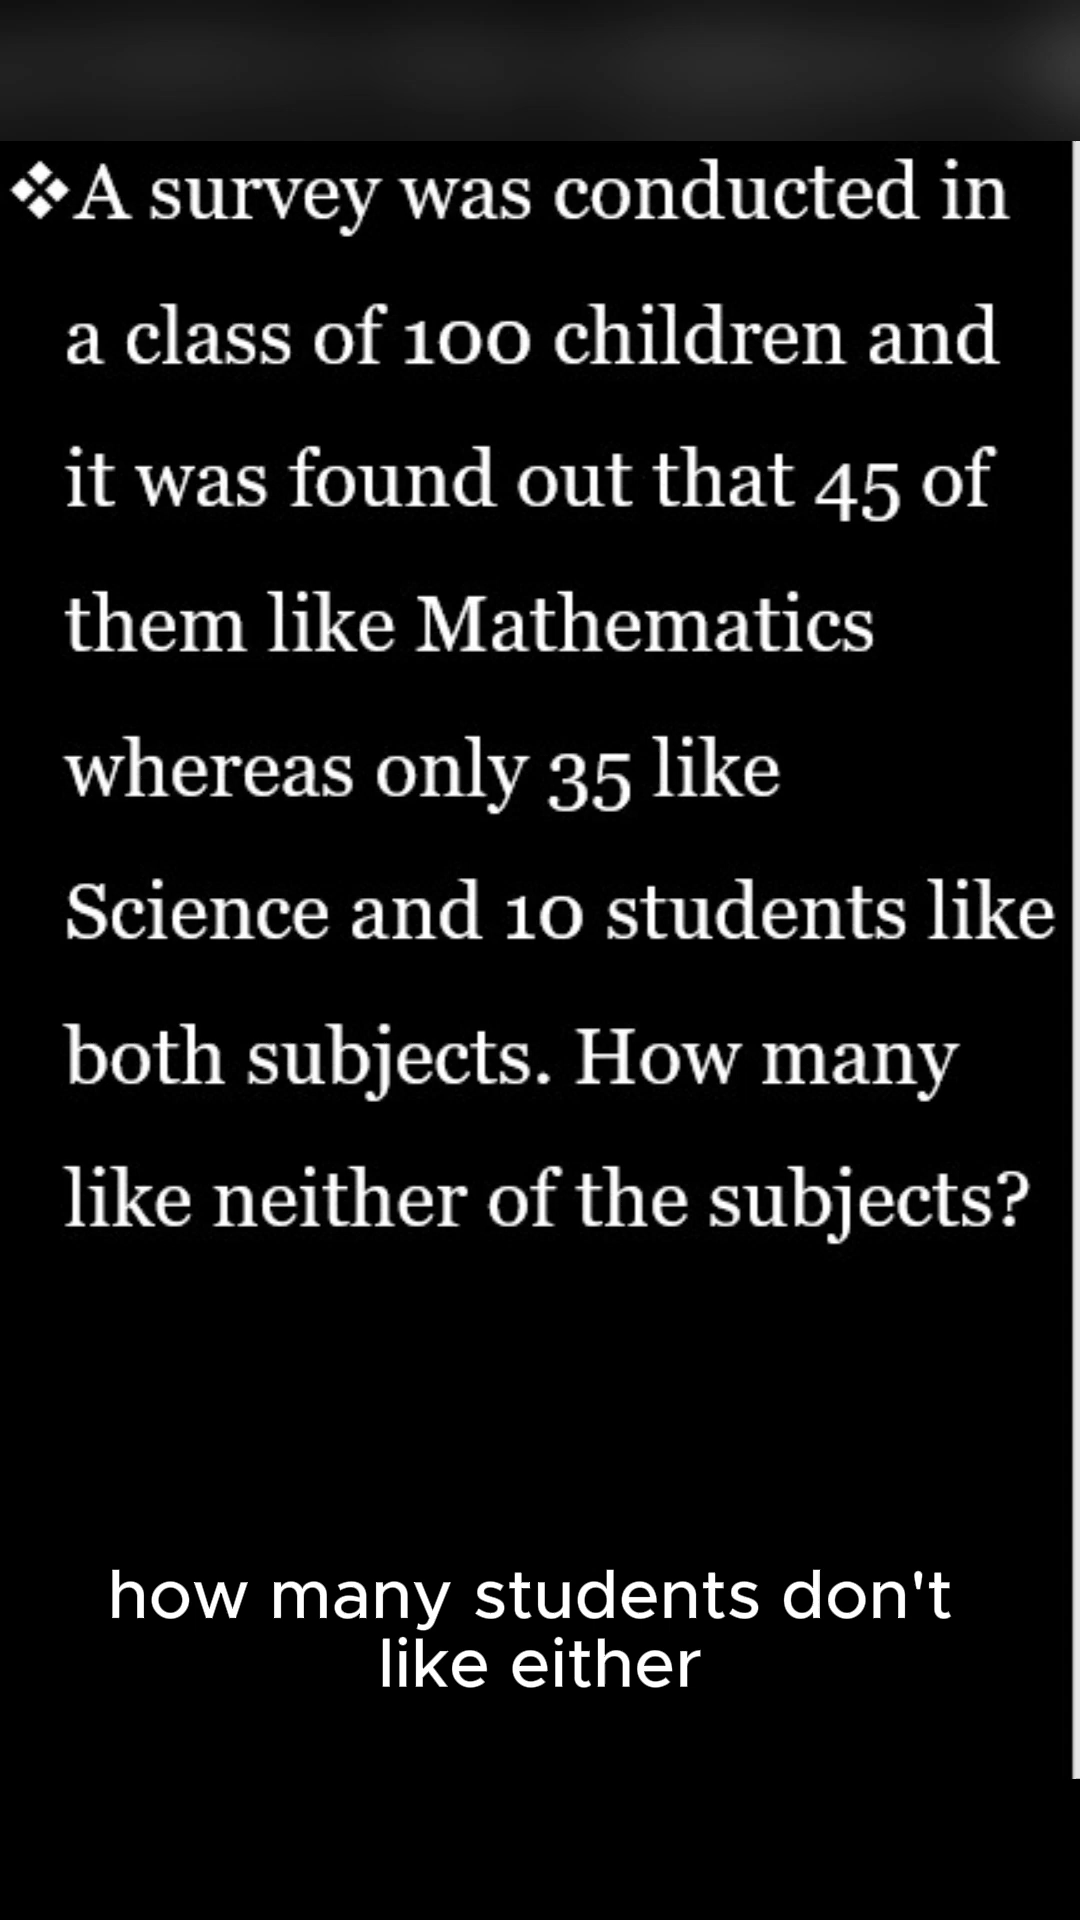 ❖A survey was conducted in
a class of 100 children and
it was found out that 45 of
them like Mathematics
whereas only 35 like
Science and 10 students like
both subjects. How many
like neither of the subjects?
how many students don't
like either